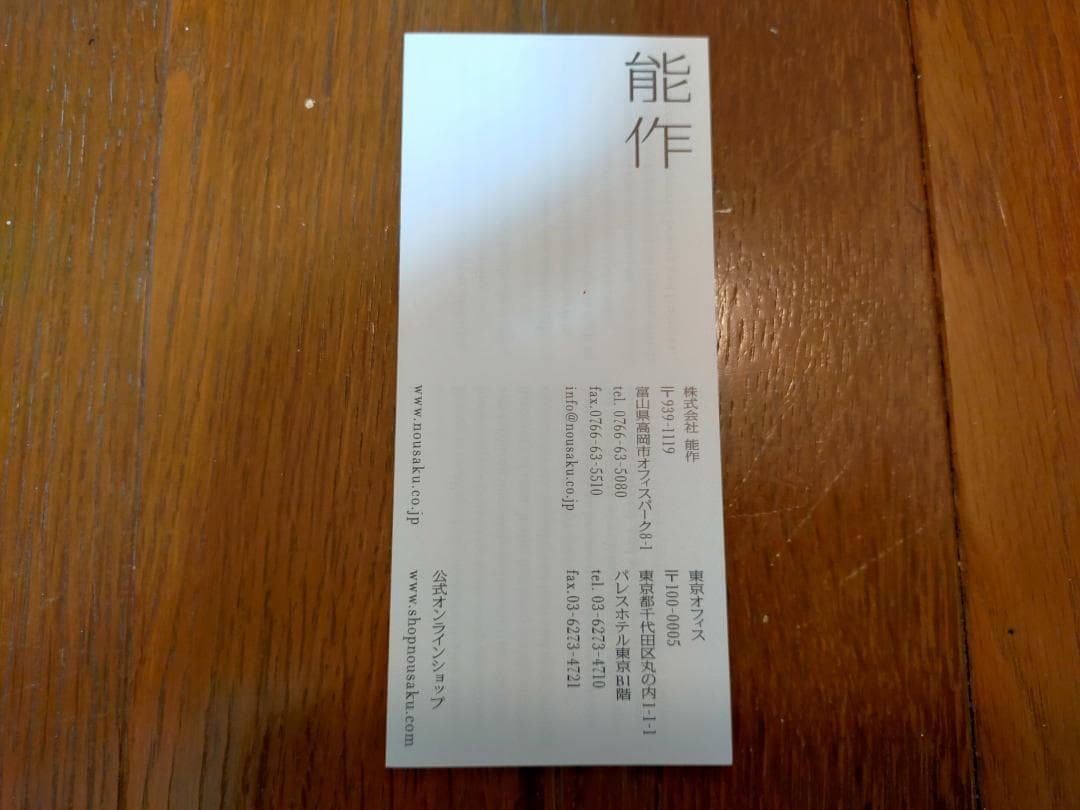 能作
株式会社 能作
〒939-1119
富山県高岡市オフィスパーク8-1
tel. 0766-63-5080
fax.0766-63-5510
info@nousaku.co.jp
www.nousaku.co.jp
東京オフィス
〒100-0005
東京都千代田区丸の内1-1-1
パレスホテル東京B1階
tel. 03-6273-4710
fax.03-6273-4721
公式オンラインショップ
www.shopnousaku.com